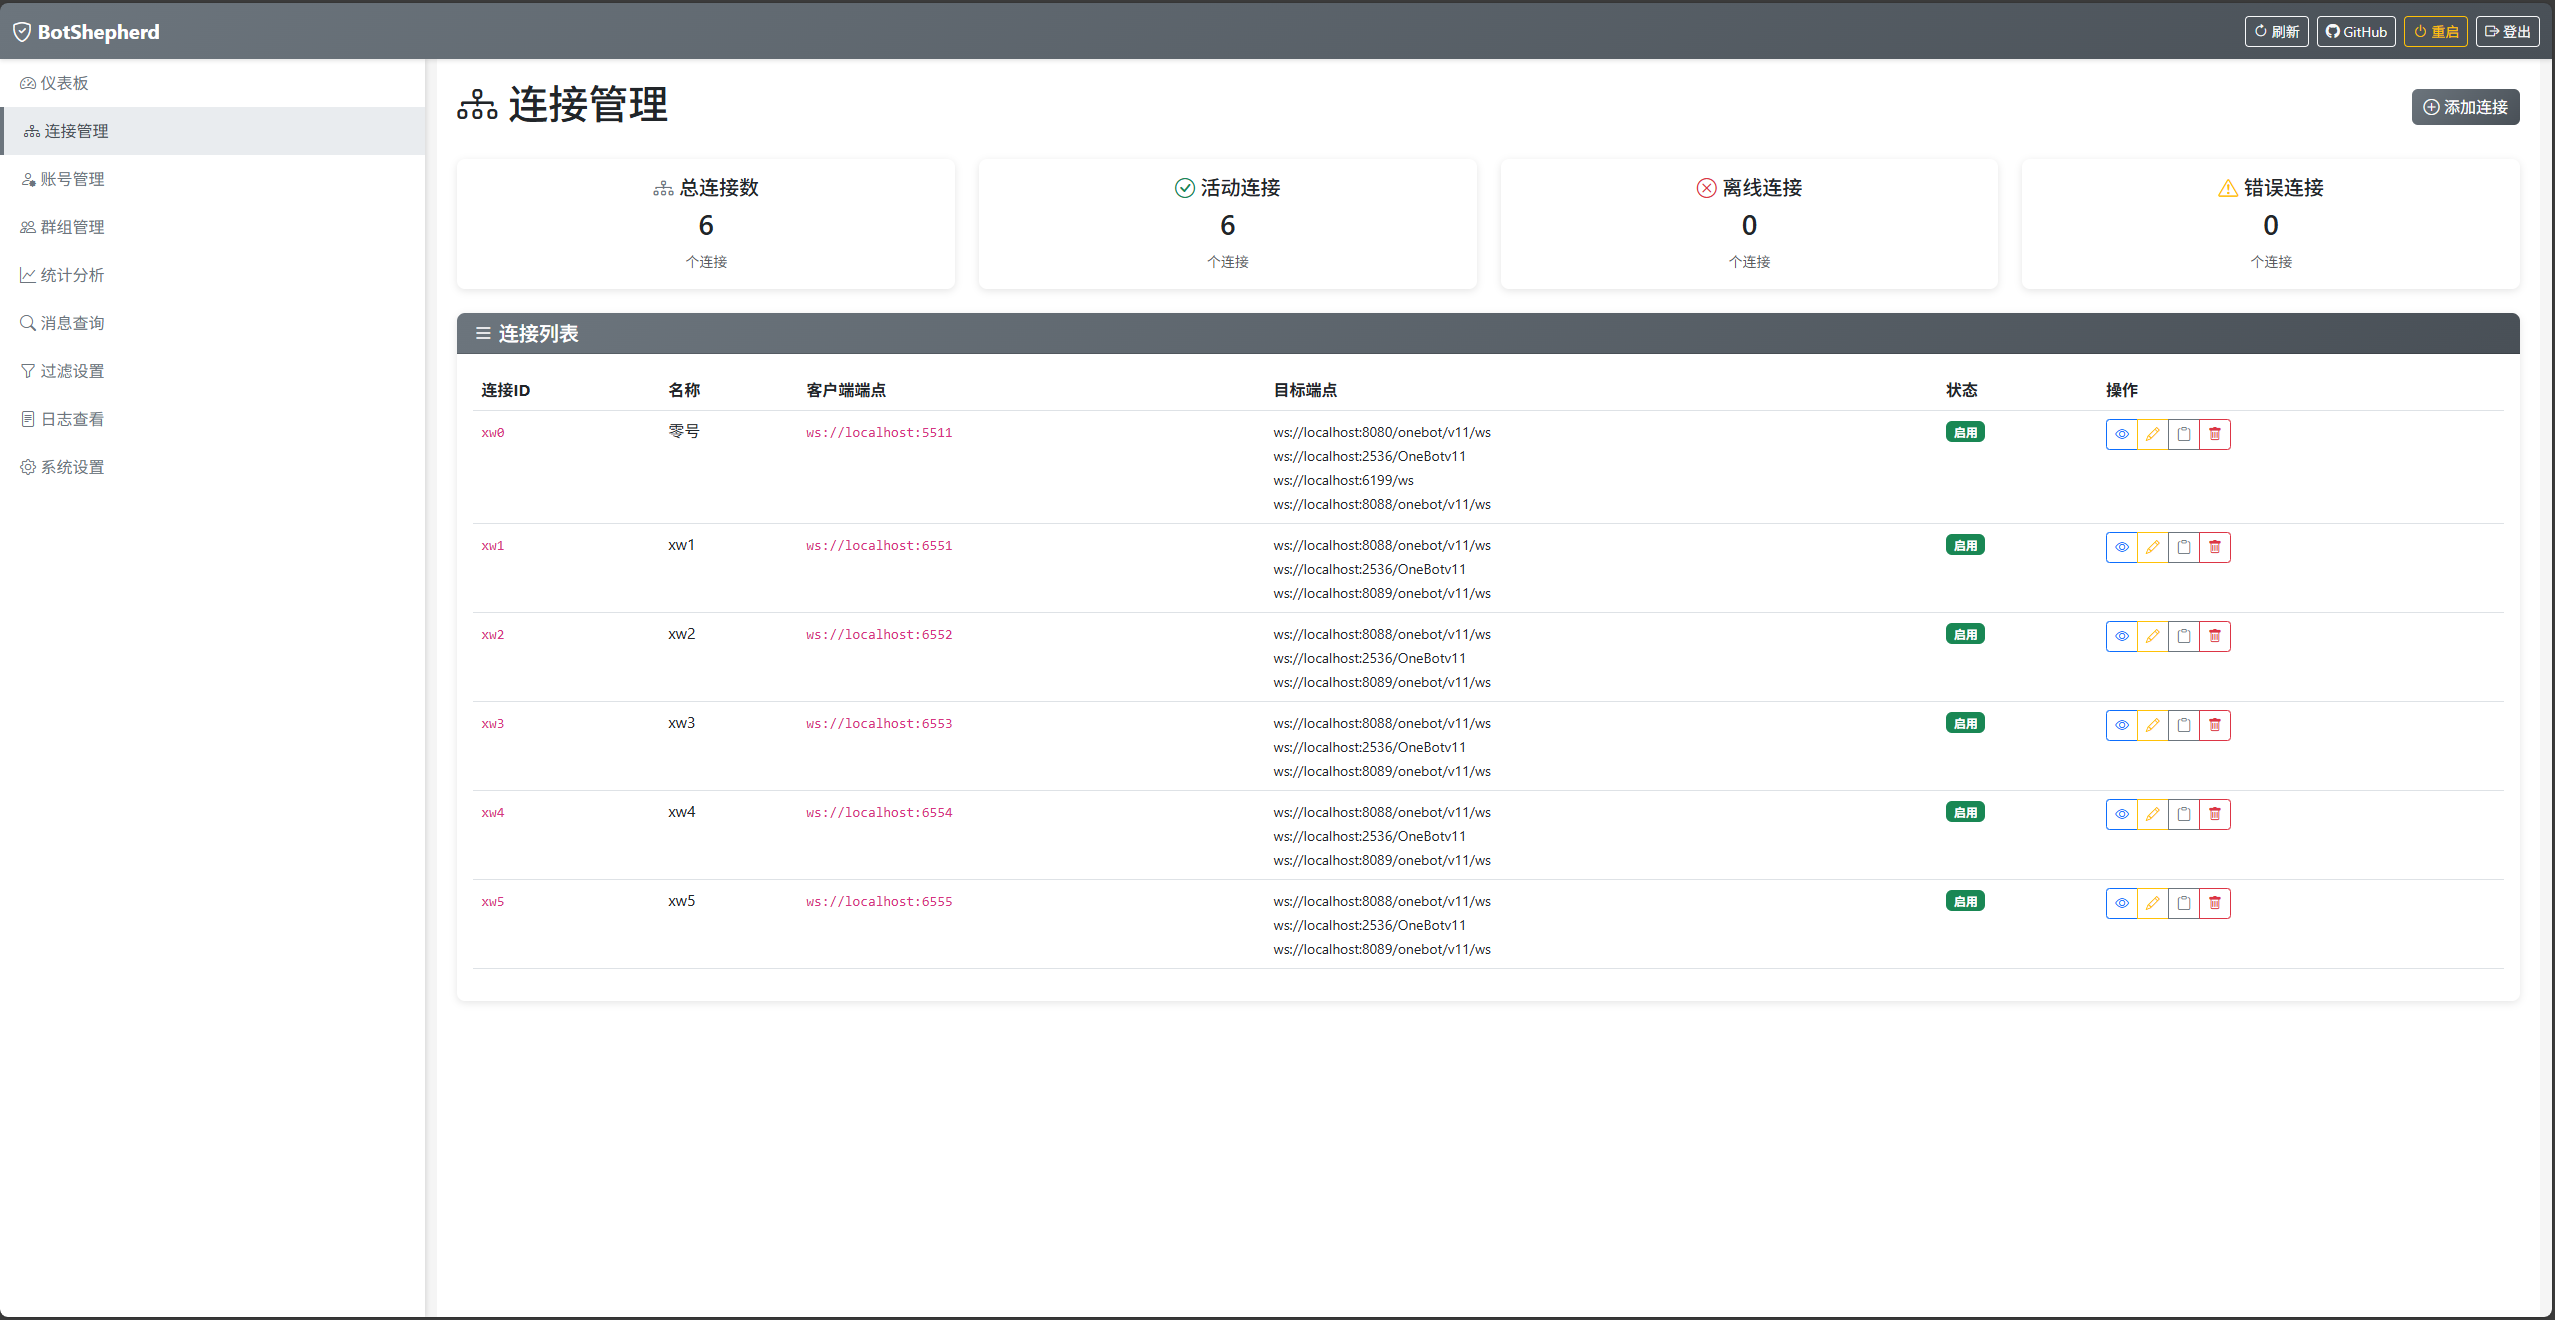 BotShepherd
刷新 GitHub 重启 登出
仪表板
连接管理
账号管理
群组管理
统计分析
消息查询
过滤设置
日志查看
系统设置
连接管理
添加连接
总连接数
6
个连接
活动连接
6
个连接
离线连接
0
个连接
错误连接
0
个连接
连接列表
连接ID 名称 客户端端点 目标端点 状态 操作
xw0 零号 ws://localhost:5511 ws://localhost:8080/onebot/v11/ws 启用
ws://localhost:2536/OneBotv11
ws://localhost:6199/ws
ws://localhost:8088/onebot/v11/ws
xw1 xw1 ws://localhost:6551 ws://localhost:8088/onebot/v11/ws 启用
ws://localhost:2536/OneBotv11
ws://localhost:8089/onebot/v11/ws
xw2 xw2 ws://localhost:6552 ws://localhost:8088/onebot/v11/ws 启用
ws://localhost:2536/OneBotv11
ws://localhost:8089/onebot/v11/ws
xw3 xw3 ws://localhost:6553 ws://localhost:8088/onebot/v11/ws 启用
ws://localhost:2536/OneBotv11
ws://localhost:8089/onebot/v11/ws
xw4 xw4 ws://localhost:6554 ws://localhost:8088/onebot/v11/ws 启用
ws://localhost:2536/OneBotv11
ws://localhost:8089/onebot/v11/ws
xw5 xw5 ws://localhost:6555 ws://localhost:8088/onebot/v11/ws 启用
ws://localhost:2536/OneBotv11
ws://localhost:8089/onebot/v11/ws